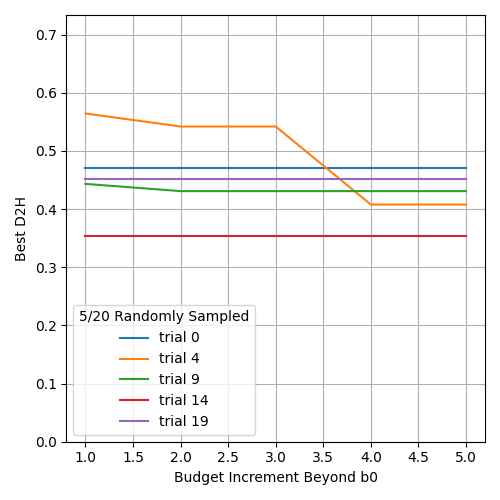 0.7
0.6
0.5
0.4
0.3
0.2
0.1
0.0
Best D2H
5/20 Randomly Sampled
trial 0
trial 4
trial 9
trial 14
trial 19
1.0 1.5 2.0 2.5 3.0 3.5 4.0 4.5 5.0
Budget Increment Beyond b0